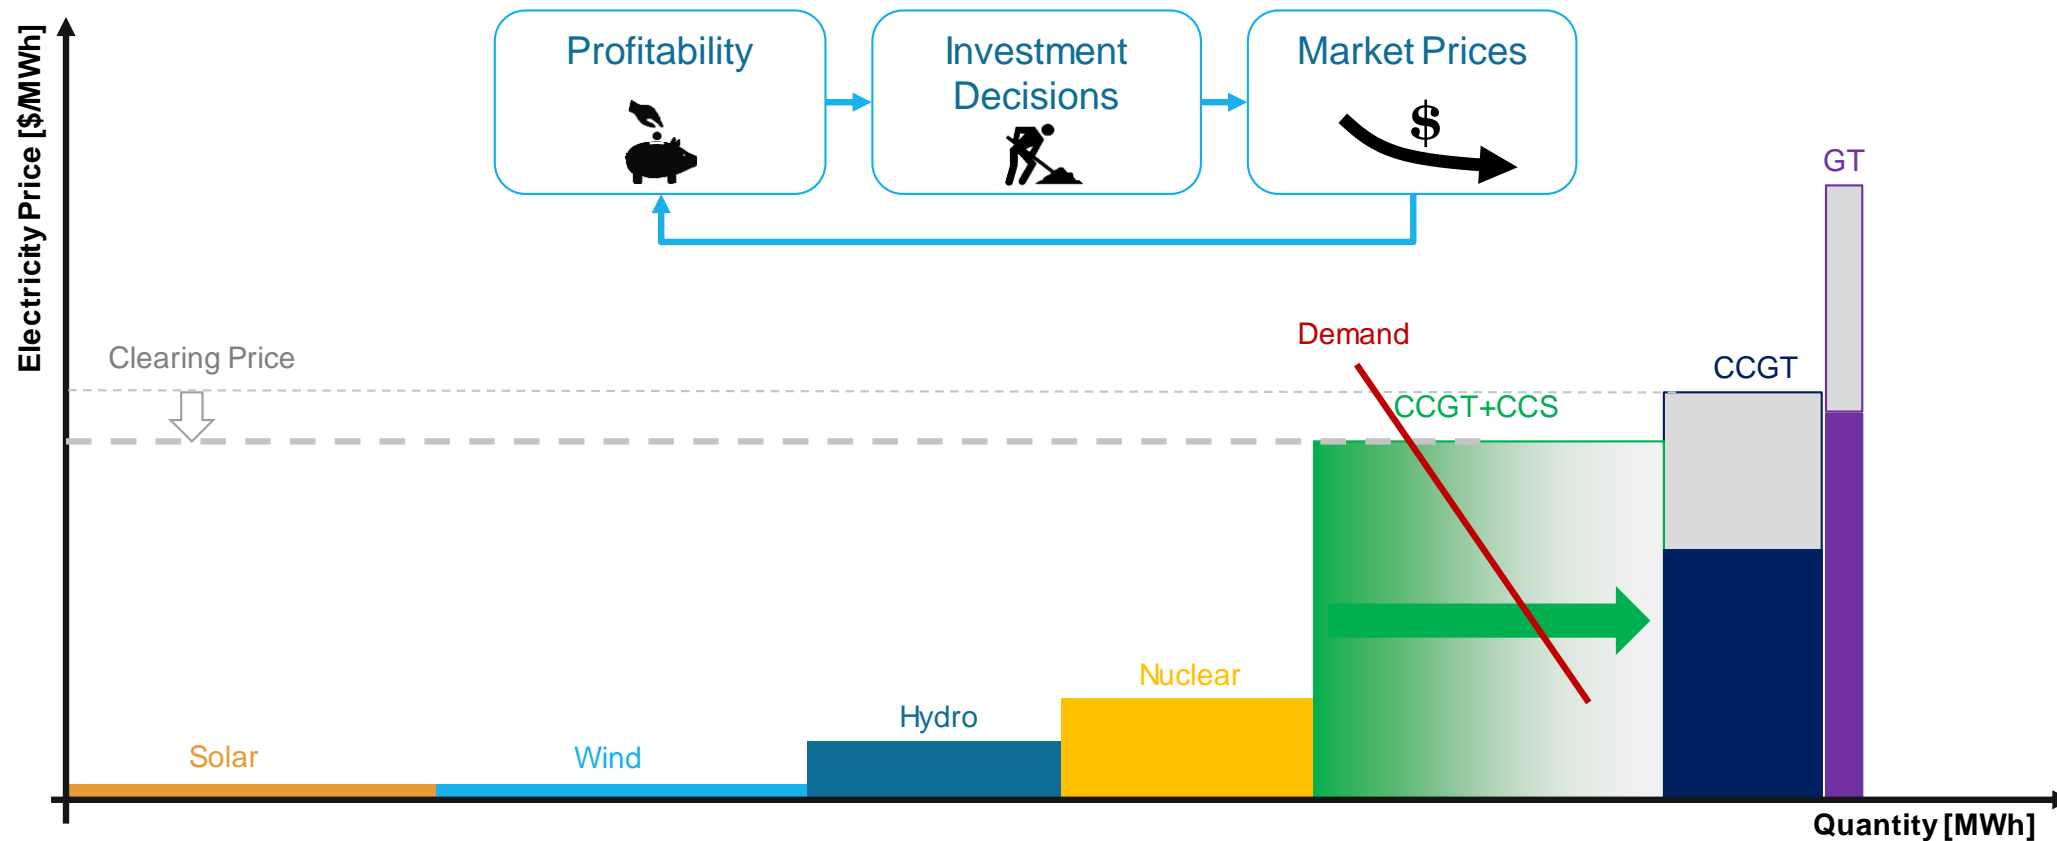 Electricity Price [$/MWh]
Profitability
Investment
Decisions
Market Prices
$
GT
Demand
Clearing Price
CCGT
CCGT+CCS
Nuclear
Hydro
Solar
Wind
Quantity [MWh]